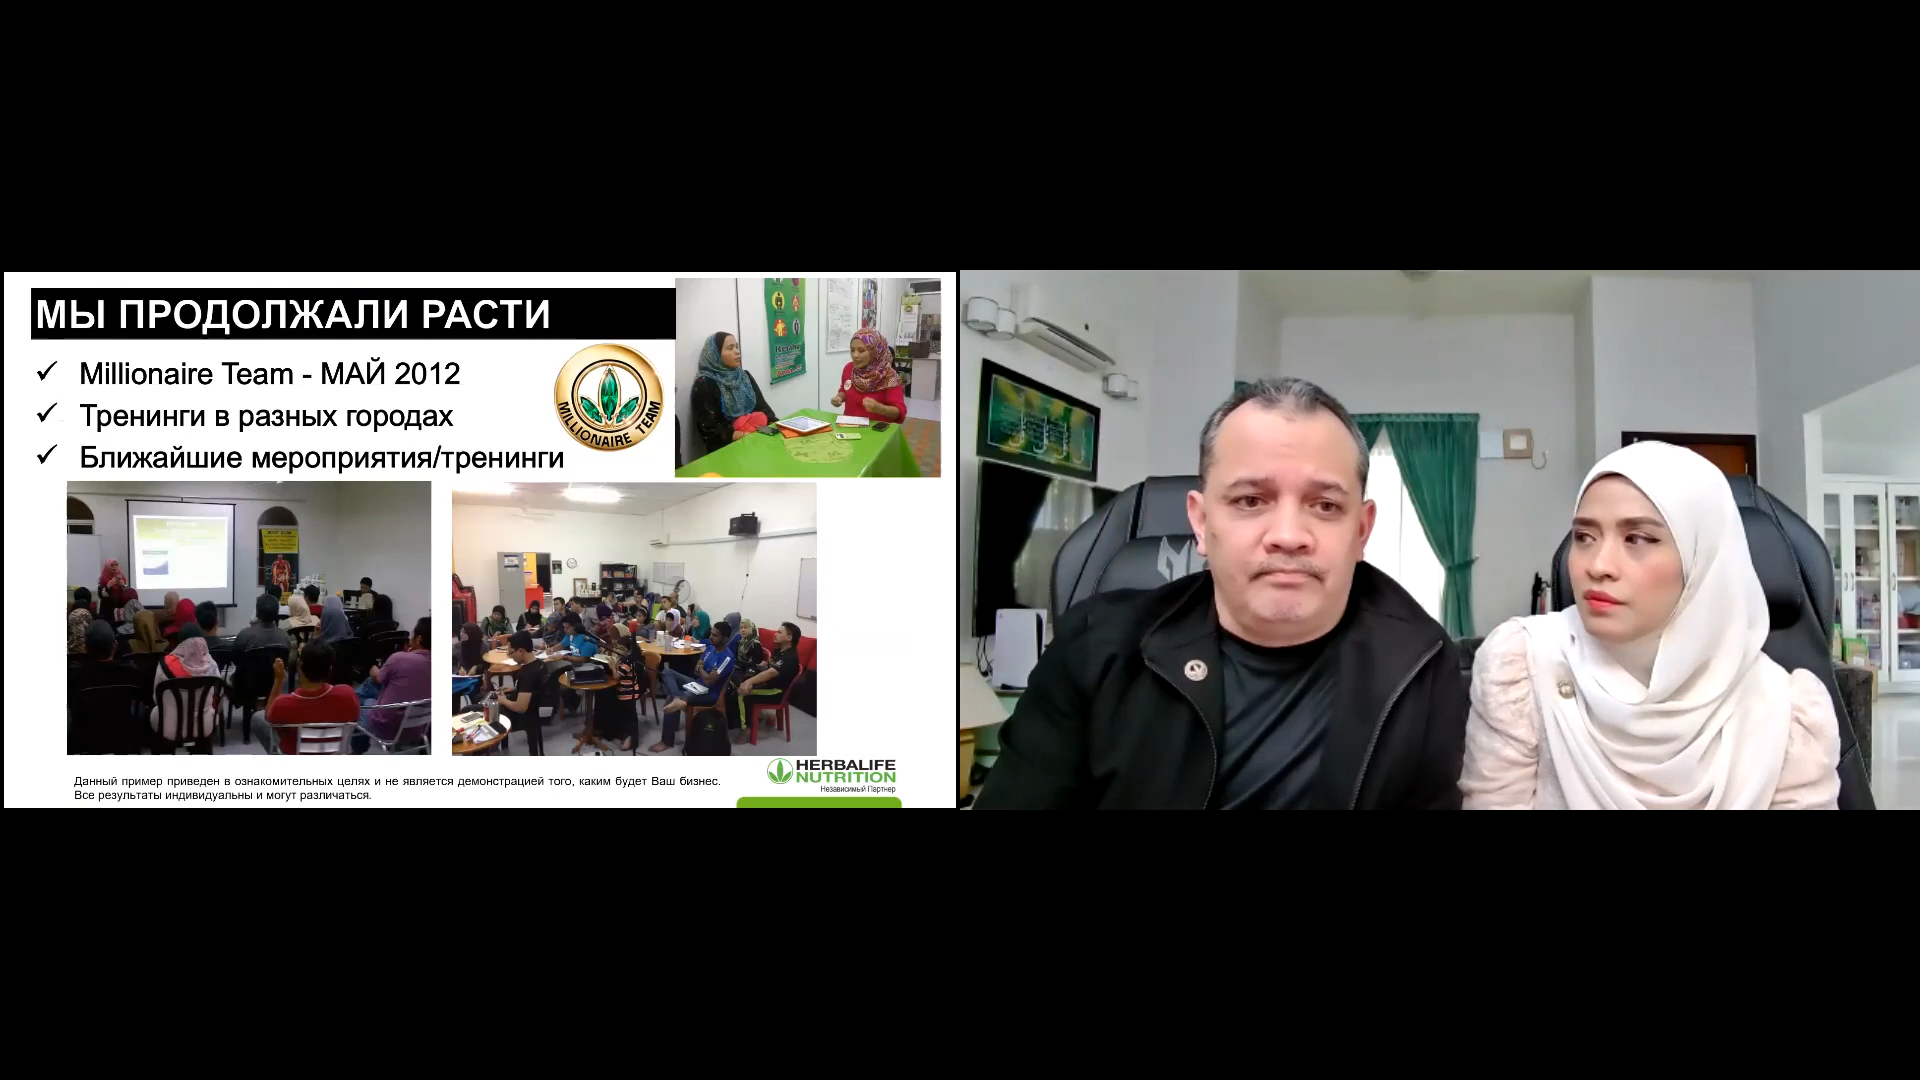 МЫ ПРОДОЛЖАЛИ РАСТИ
Millionaire Team - МАЙ 2012
Тренинги в разных городах
Ближайшие мероприятия/тренинги
MILLIONAIRE TEAM
Данный пример приведен в ознакомительных целях и не является демонстрацией того, каким будет Ваш бизнес.
Все результаты индивидуальны и могут различаться.
HERBALIFE
NUTRITION
Независимый Партнер